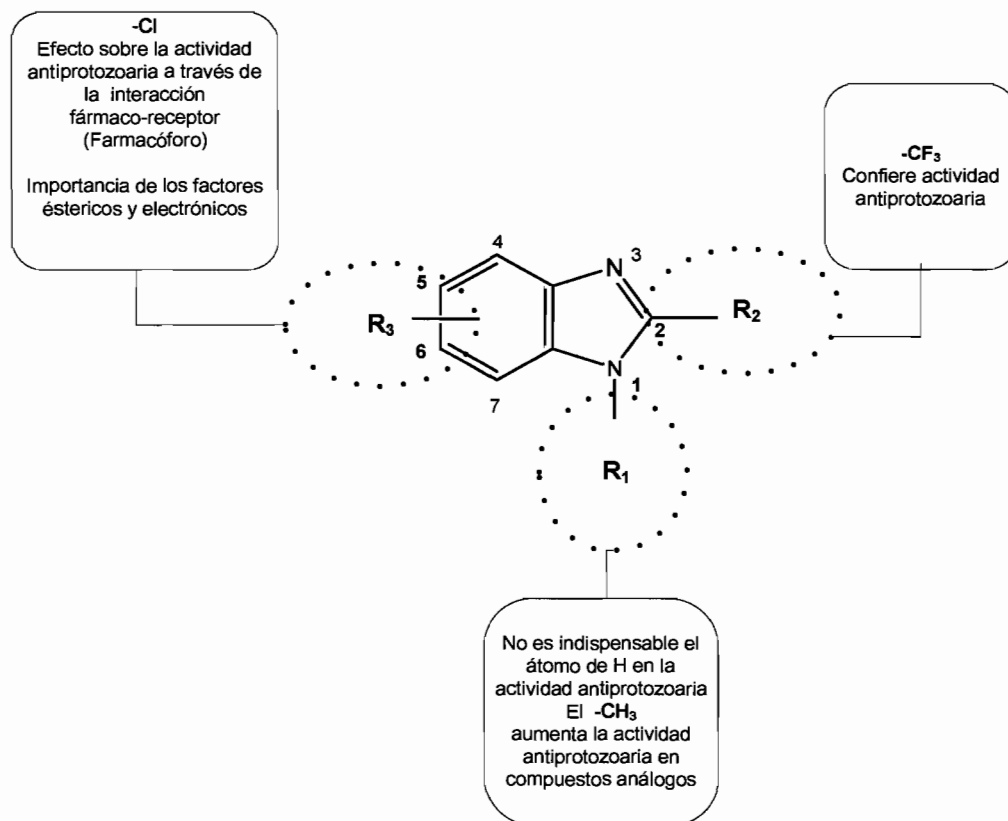 -Cl
Efecto sobre la actividad
antiprotozoaria a través de
la interacción
fármaco-receptor
(Farmacóforo)
Importancia de los factores
éstericos y electrónicos
-CF₃
Confiere actividad
antiprotozoaria
4
5
3
N
R₃
R₂
2
6
N
1
7
R₁
No es indispensable el
átomo de H en la
actividad antiprotozoaria
El -CH₃
aumenta la actividad
antiprotozoaria en
compuestos análogos